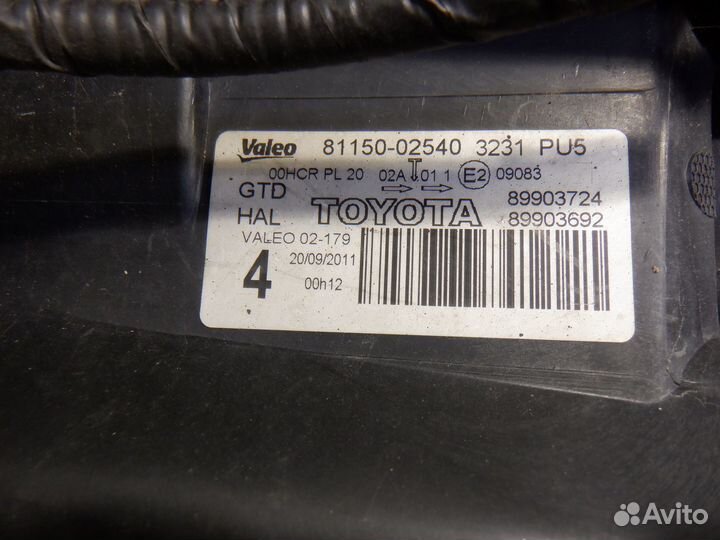 Valeo 81150-02540 3231 PU5
00HCR PL 20 02A 01 1 E2 09083
GTD 89903724
HAL TOYOTA 89903692
VALEO 02-179
4 20/09/2011
00h12
Avito